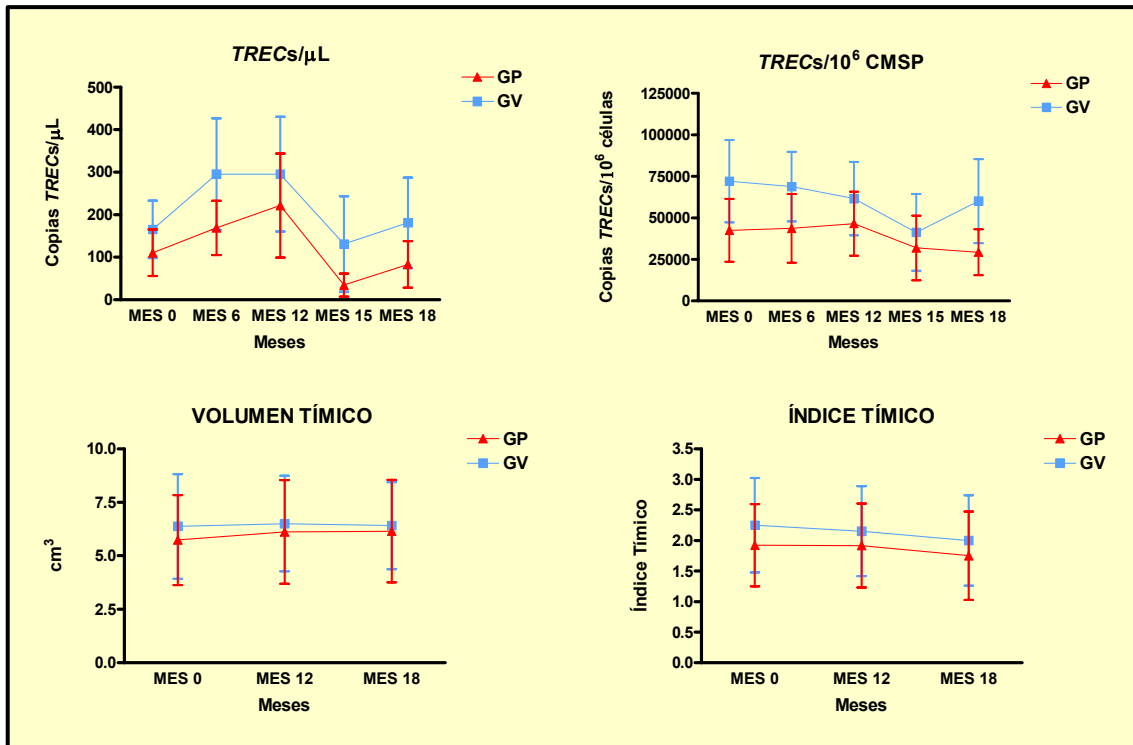 TRECs/µL
GP
GV
Copias TRECs/µL
500
400
300
200
100
0
MES 0 MES 6 MES 12 MES 15 MES 18
Meses
TRECs/10⁶ CMSP
GP
GV
Copias TRECs/10⁶ células
125000
100000
75000
50000
25000
0
MES 0 MES 6 MES 12 MES 15 MES 18
Meses
VOLUMEN TÍMICO
GP
GV
cm³
10.0
7.5
5.0
2.5
0.0
MES 0 MES 12 MES 18
Meses
ÍNDICE TÍMICO
GP
GV
Índice Tímico
3.5
3.0
2.5
2.0
1.5
1.0
0.5
0.0
MES 0 MES 12 MES 18
Meses